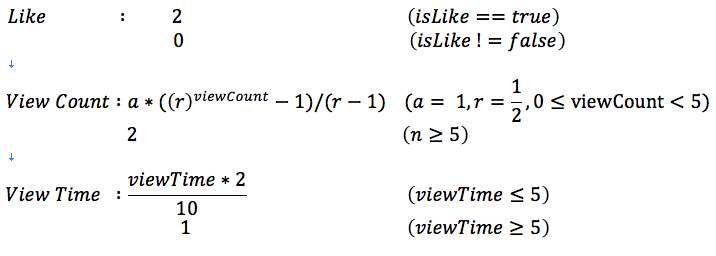 Like : 2 (isLike == true)
0 (isLike ! = false)
↓
View Count : a * ((r)^viewCount − 1)/(r − 1) (a = 1, r = 1/2, 0 ≤ viewCount < 5)
2 (n ≥ 5)
↓
View Time : viewTime * 2 / 10 (viewTime ≤ 5)
1 (viewTime ≥ 5)